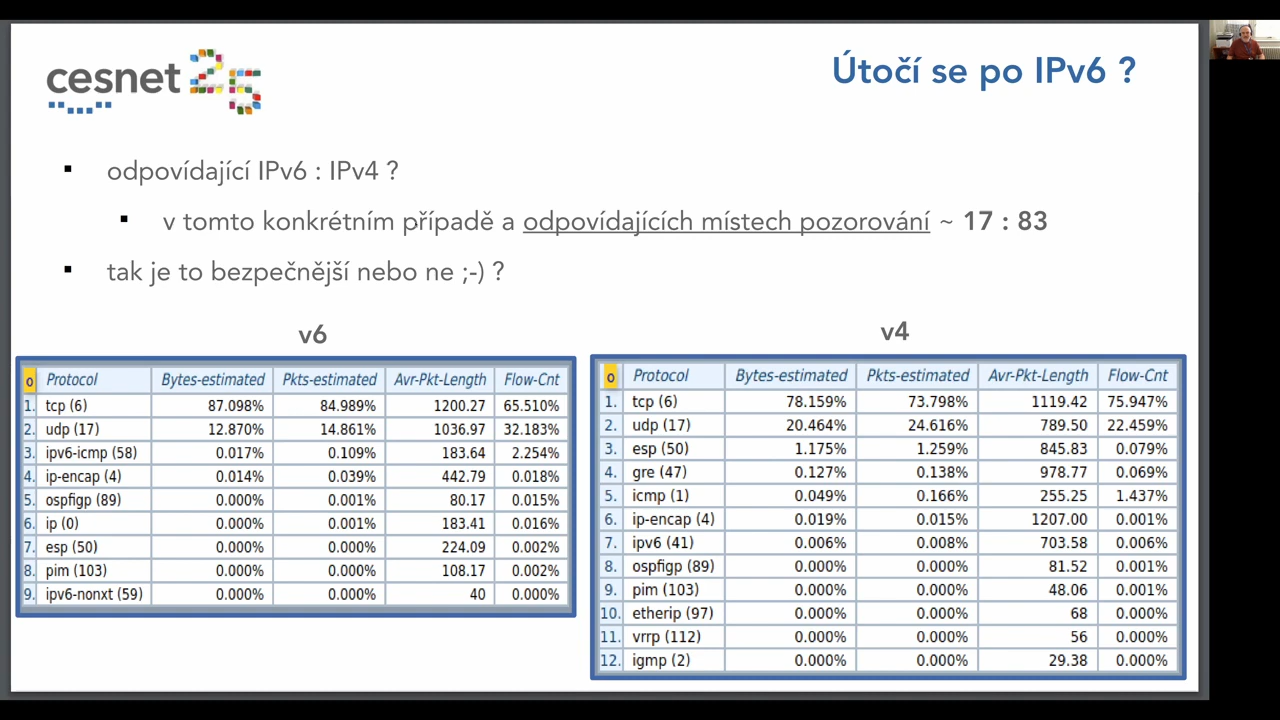 cesnet
Útočí se po IPv6 ?
odpovídající IPv6 : IPv4 ?
v tomto konkrétním případě a odpovídajících místech pozorování ~ 17 : 83
tak je to bezpečnější nebo ne ;-) ?
v6
o Protocol Bytes-estimated Pkts-estimated Avr-Pkt-Length Flow-Cnt
1. tcp (6) 87.098% 84.989% 1200.27 65.510%
2. udp (17) 12.870% 14.861% 1036.97 32.183%
3. ipv6-icmp (58) 0.017% 0.109% 183.64 2.254%
4. ip-encap (4) 0.014% 0.039% 442.79 0.018%
5. ospfigp (89) 0.000% 0.001% 80.17 0.015%
6. ip (0) 0.000% 0.001% 183.41 0.016%
7. esp (50) 0.000% 0.000% 224.09 0.002%
8. pim (103) 0.000% 0.000% 108.17 0.002%
9. ipv6-nonxt (59) 0.000% 0.000% 40 0.000%
v4
o Protocol Bytes-estimated Pkts-estimated Avr-Pkt-Length Flow-Cnt
1. tcp (6) 78.159% 73.798% 1119.42 75.947%
2. udp (17) 20.464% 24.616% 789.50 22.459%
3. esp (50) 1.175% 1.259% 845.83 0.079%
4. gre (47) 0.127% 0.138% 978.77 0.069%
5. icmp (1) 0.049% 0.166% 255.25 1.437%
6. ip-encap (4) 0.019% 0.015% 1207.00 0.001%
7. ipv6 (41) 0.006% 0.008% 703.58 0.006%
8. ospfigp (89) 0.000% 0.000% 81.52 0.001%
9. pim (103) 0.000% 0.000% 48.06 0.001%
10. etherip (97) 0.000% 0.000% 68 0.000%
11. vrrp (112) 0.000% 0.000% 56 0.000%
12. igmp (2) 0.000% 0.000% 29.38 0.000%